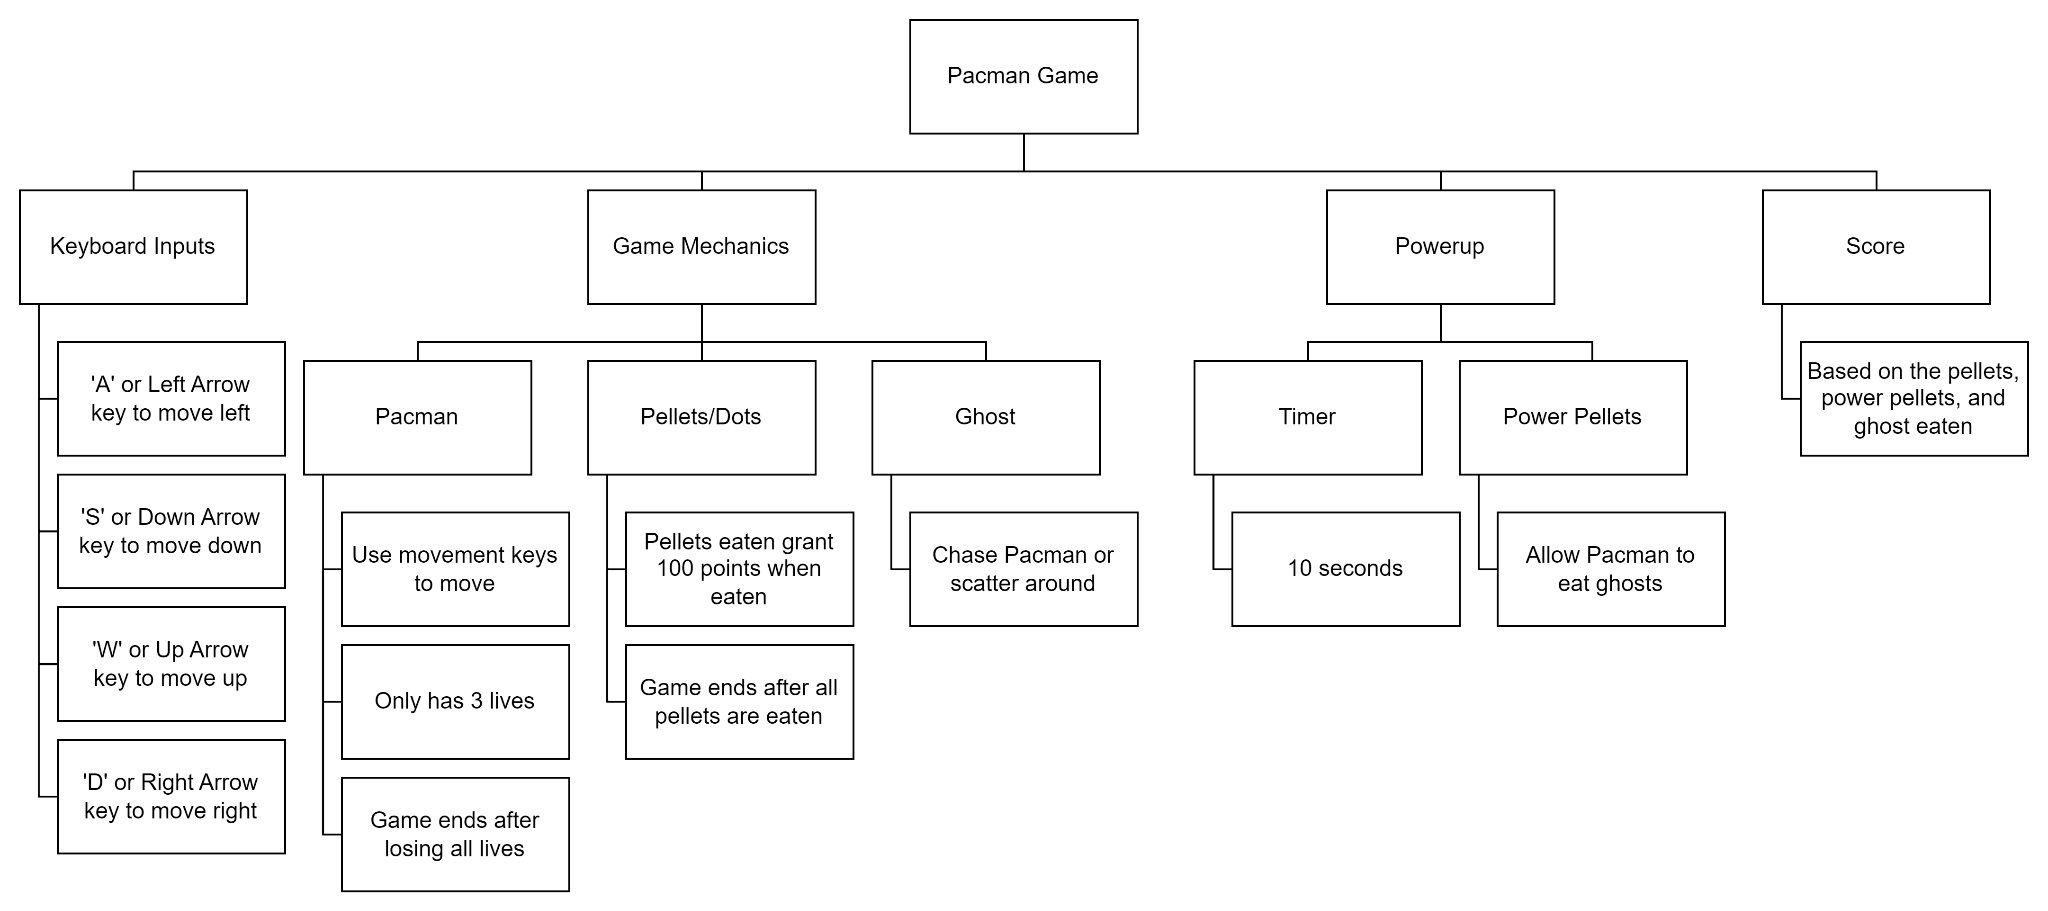 Pacman Game
Keyboard Inputs
Game Mechanics
Powerup
Score
'A' or Left Arrow
key to move left
'S' or Down Arrow
key to move down
'W' or Up Arrow
key to move up
'D' or Right Arrow
key to move right
Pacman
Use movement keys
to move
Only has 3 lives
Game ends after
losing all lives
Pellets/Dots
Pellets eaten grant
100 points when
eaten
Game ends after all
pellets are eaten
Ghost
Chase Pacman or
scatter around
Timer
10 seconds
Power Pellets
Allow Pacman to
eat ghosts
Based on the pellets,
power pellets, and
ghost eaten